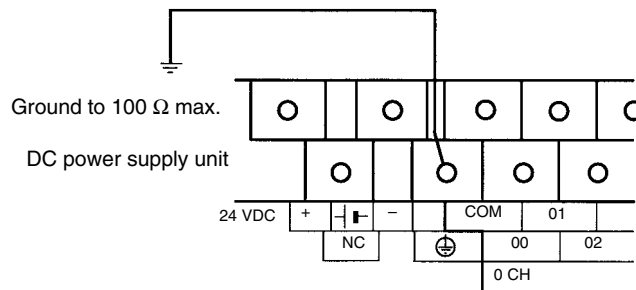 Ground to 100 Ω max.
DC power supply unit
24 VDC + − COM 01
NC 00 02
0 CH